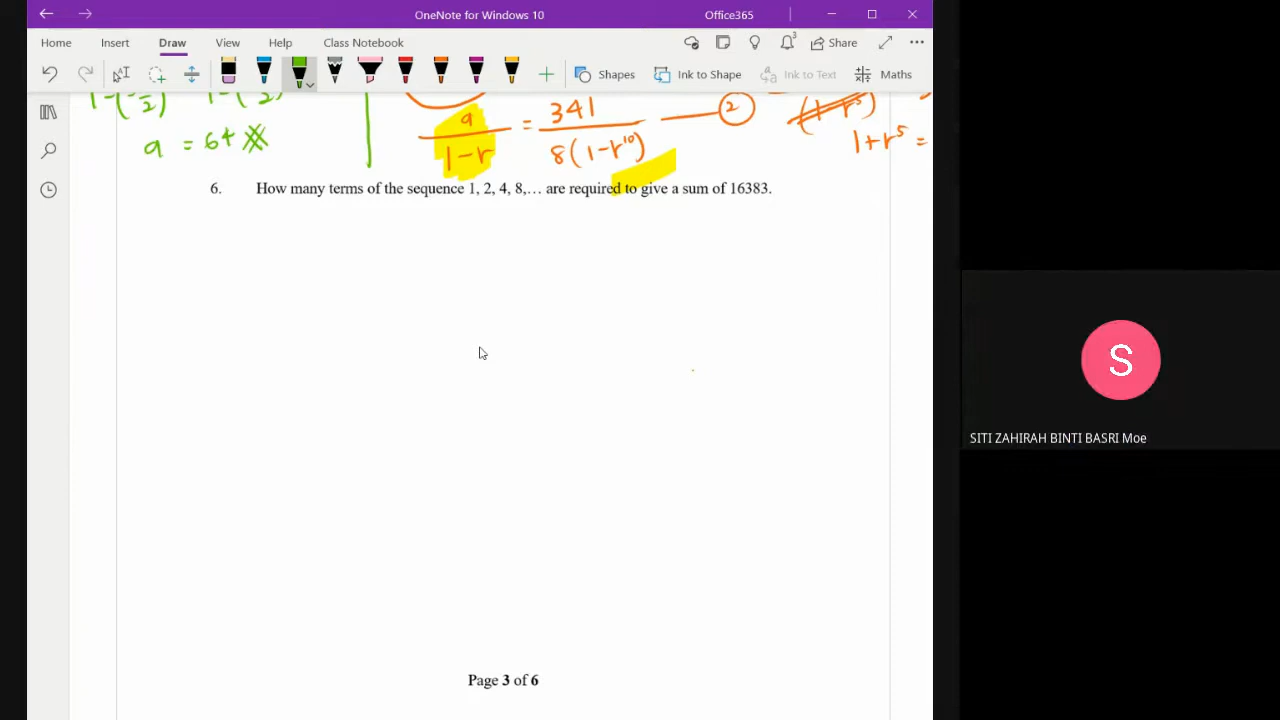 OneNote for Windows 10
Office365
Home Insert Draw View Help Class Notebook
3
Share
Shapes
Ink to Shape
Ink to Text
Maths
a = 64
a / 1-r = 341 / 8(1-r¹⁰) 2
1+r⁵ =
6. How many terms of the sequence 1, 2, 4, 8,… are required to give a sum of 16383.
Page 3 of 6
S
SITI ZAHIRAH BINTI BASRI Moe